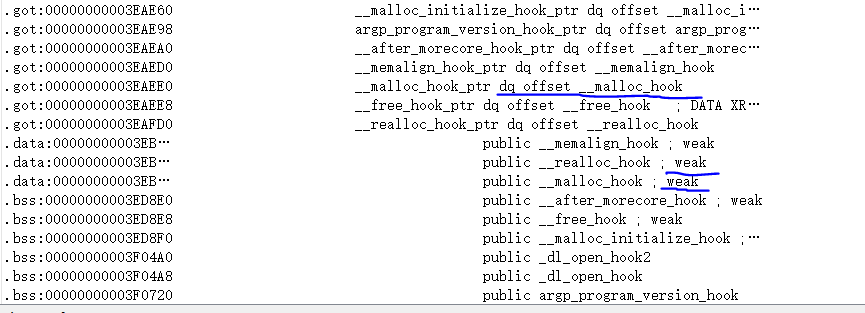 .got:00000000003EAE60 __malloc_initialize_hook_ptr dq offset __malloc_i…
.got:00000000003EAE98 argp_program_version_hook_ptr dq offset argp_prog…
.got:00000000003EAEA0 __after_morecore_hook_ptr dq offset __after_morec…
.got:00000000003EAED0 __memalign_hook_ptr dq offset __memalign_hook
.got:00000000003EAEE0 __malloc_hook_ptr dq offset __malloc_hook
.got:00000000003EAEE8 __free_hook_ptr dq offset __free_hook ; DATA XR…
.got:00000000003EAFD0 __realloc_hook_ptr dq offset __realloc_hook
.data:00000000003EB… public __memalign_hook ; weak
.data:00000000003EB… public __realloc_hook ; weak
.data:00000000003EB… public __malloc_hook ; weak
.bss:00000000003ED8E0 public __after_morecore_hook ; weak
.bss:00000000003ED8E8 public __free_hook ; weak
.bss:00000000003ED8F0 public __malloc_initialize_hook ;…
.bss:00000000003F04A0 public _dl_open_hook2
.bss:00000000003F04A8 public _dl_open_hook
.bss:00000000003F0720 public argp_program_version_hook